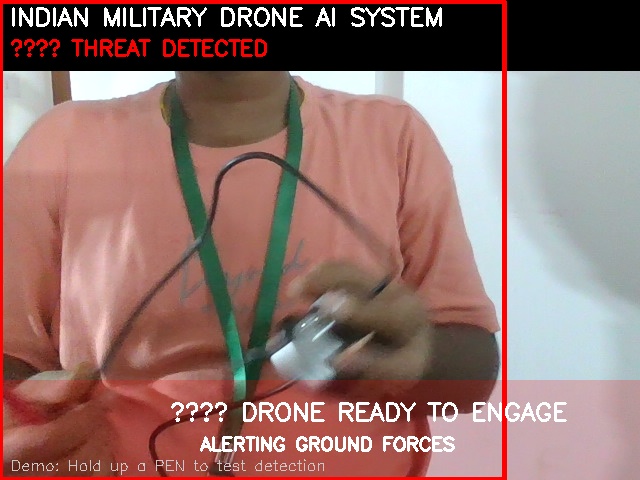 INDIAN MILITARY DRONE AI SYSTEM
???? THREAT DETECTED
???? DRONE READY TO ENGAGE
ALERTING GROUND FORCES
Demo: Hold up a PEN to test detection